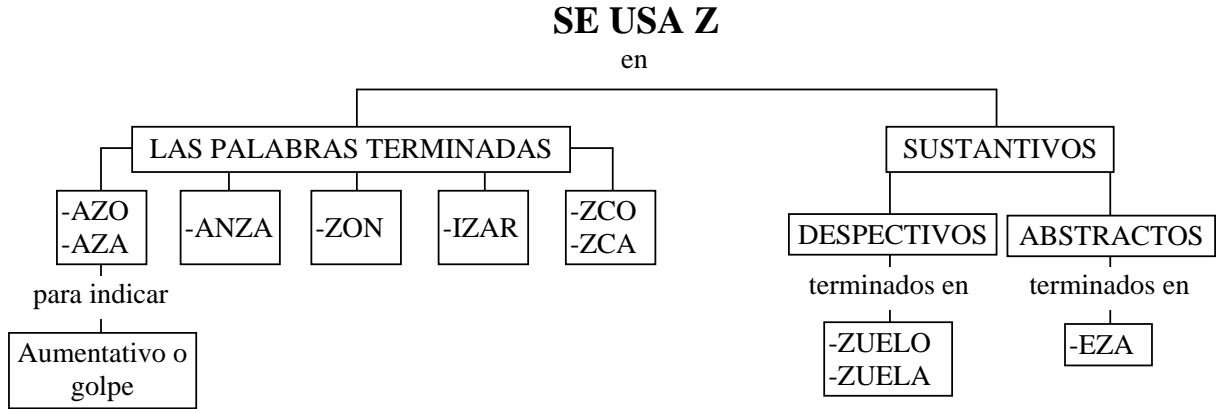 SE USA Z
en
LAS PALABRAS TERMINADAS
SUSTANTIVOS
-AZO
-AZA
-ANZA
-ZON
-IZAR
-ZCO
-ZCA
DESPECTIVOS
ABSTRACTOS
para indicar
terminados en
terminados en
Aumentativo o
golpe
-ZUELO
-ZUELA
-EZA